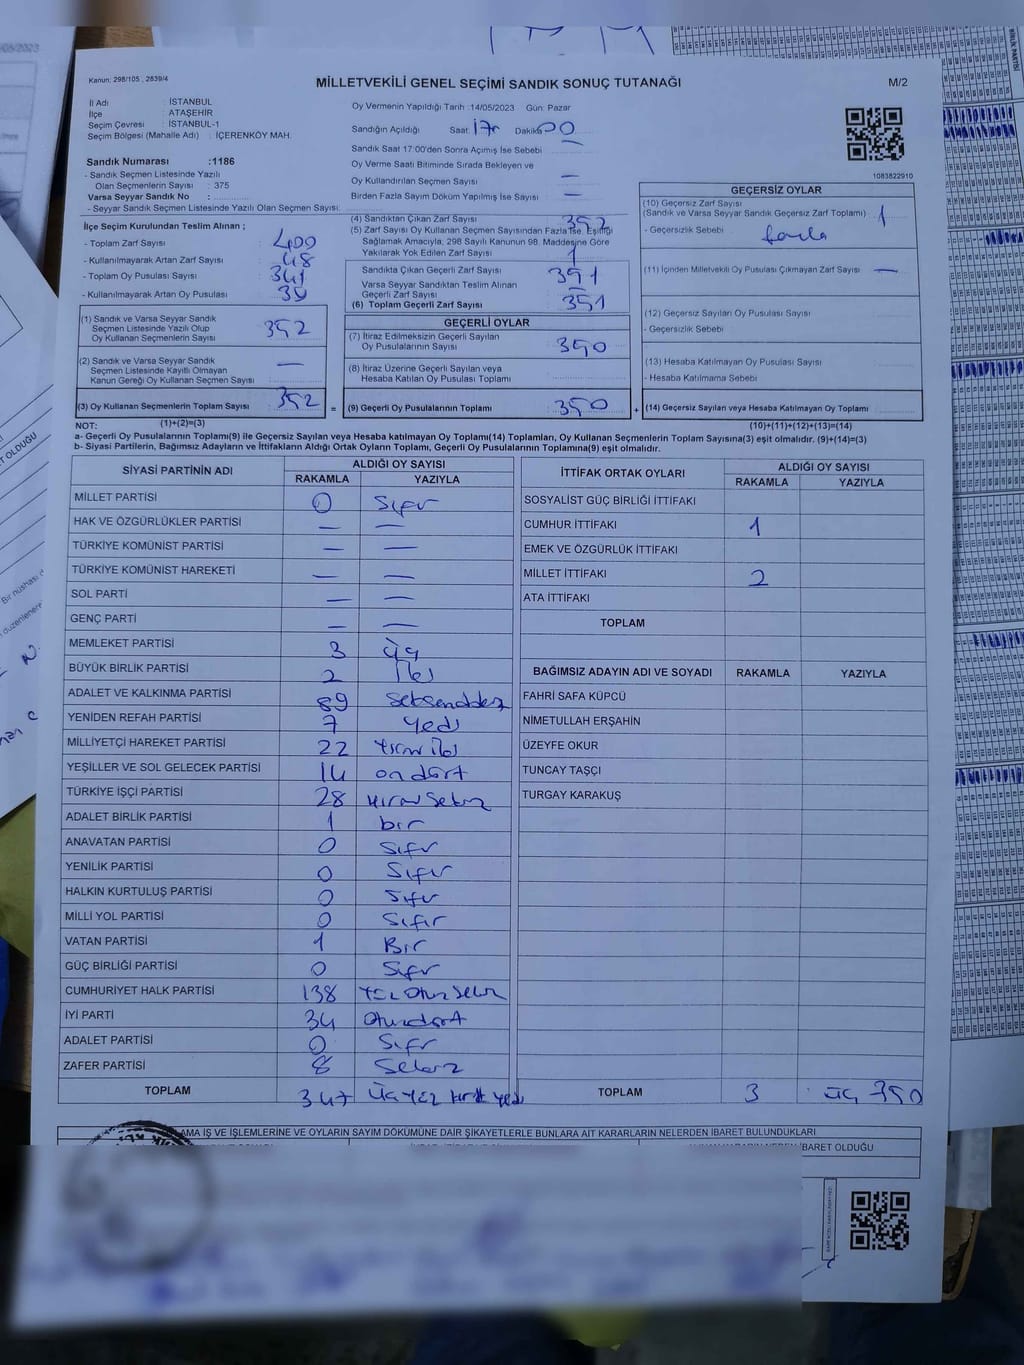 Kanun: 298/105 , 2839/4
MİLLETVEKİLİ GENEL SEÇİMİ SANDIK SONUÇ TUTANAĞI
M/2
İl Adı : İSTANBUL
İlçe : ATAŞEHİR
Seçim Çevresi : İSTANBUL-1
Seçim Bölgesi (Mahalle Adı) : İÇERENKÖY MAH.
Sandık Numarası :1186
- Sandık Seçmen Listesinde Yazılı
Olan Seçmenlerin Sayısı : 375
Varsa Seyyar Sandık No :
- Seyyar Sandık Seçmen Listesinde Yazılı Olan Seçmen Sayısı:
Oy Vermenin Yapıldığı Tarih :14/05/2023 Gün: Pazar
Sandığın Açıldığı Saat 17 Dakika 00
Sandık Saat 17:00'den Sonra Açımış İse Sebebi —
Oy Verme Saati Bitiminde Sırada Bekleyen ve
Oy Kullandırılan Seçmen Sayısı —
Birden Fazla Sayım Döküm Yapılmış İse Sayısı —
1083822910
İlçe Seçim Kurulundan Teslim Alınan ;
- Toplam Zarf Sayısı : 400
- Kullanılmayarak Artan Zarf Sayısı : 48
- Toplam Oy Pusulası Sayısı :
- Kullanılmayarak Artan Oy Pusulası :
(1) Sandık ve Varsa Seyyar Sandık
Seçmen Listesinde Yazılı Olup
Oy Kullanan Seçmenlerin Sayısı : 352
(2) Sandık ve Varsa Seyyar Sandık
Seçmen Listesinde Kayıtlı Olmayan
Kanun Gereği Oy Kullanan Seçmen Sayısı : —
(3) Oy Kullanan Seçmenlerin Toplam Sayısı 352
(4) Sandıktan Çıkan Zarf Sayısı 352
(5) Zarf Sayısı Oy Kullanan Seçmen Sayısından Fazla İse, Eşitliği
Sağlamak Amacıyla; 298 Sayılı Kanunun 98. Maddesine Göre
Yakılarak Yok Edilen Zarf Sayısı : 1
Sandıkta Çıkan Geçerli Zarf Sayısı 351
Varsa Seyyar Sandıktan Teslim Alınan
Geçerli Zarf Sayısı : —
(6) Toplam Geçerli Zarf Sayısı 351
GEÇERLİ OYLAR
(7) İtiraz Edilmeksizin Geçerli Sayılan
Oy Pusulalarının Sayısı : 350
(8) İtiraz Üzerine Geçerli Sayılan veya
Hesaba Katılan Oy Pusulası Toplamı
= (9) Geçerli Oy Pusulalarının Toplamı 350
GEÇERSİZ OYLAR
(10) Geçersiz Zarf Sayısı
(Sandık ve Varsa Seyyar Sandık Geçersiz Zarf Toplamı) : 1
- Geçersizlik Sebebi : fazla
(11) İçinden Milletvekili Oy Pusulası Çıkmayan Zarf Sayısı —
(12) Geçersiz Sayılan Oy Pusulası Sayısı
- Geçersizlik Sebebi :
(13) Hesaba Katılmayan Oy Pusulası Sayısı
- Hesaba Katılmama Sebebi :
+ (14) Geçersiz Sayılan veya Hesaba Katılmayan Oy Toplamı
NOT: (1)+(2)=(3)
(10)+(11)+(12)+(13)=(14)
a- Geçerli Oy Pusulalarının Toplamı(9) ile Geçersiz Sayılan veya Hesaba katılmayan Oy Toplamı(14) Toplamları, Oy Kullanan Seçmenlerin Toplam Sayısına(3) eşit olmalıdır. (9)+(14)=(3)
b- Siyasi Partilerin, Bağımsız Adayların ve İttifakların Aldığı Ortak Oyların Toplamı, Geçerli Oy Pusulalarının Toplamına(9) eşit olmalıdır.
SİYASİ PARTİNİN ADI
ALDIĞI OY SAYISI
RAKAMLA YAZIYLA
MİLLET PARTİSİ 0 Sıfır
HAK VE ÖZGÜRLÜKLER PARTİSİ — —
TÜRKİYE KOMÜNİST PARTİSİ — —
TÜRKİYE KOMÜNİST HAREKETİ — —
SOL PARTİ — —
GENÇ PARTİ — —
MEMLEKET PARTİSİ 3 üç
BÜYÜK BİRLİK PARTİSİ 2 İki
ADALET VE KALKINMA PARTİSİ 89 seksendokuz
YENİDEN REFAH PARTİSİ 7 yedi
MİLLİYETÇİ HAREKET PARTİSİ 22 yirmi iki
YEŞİLLER VE SOL GELECEK PARTİSİ 14 on dört
TÜRKİYE İŞÇİ PARTİSİ 28 yirmi sekiz
ADALET BİRLİK PARTİSİ 1 bir
ANAVATAN PARTİSİ 0 Sıfır
YENİLİK PARTİSİ 0 Sıfır
HALKIN KURTULUŞ PARTİSİ 0 Sıfır
MİLLİ YOL PARTİSİ 0 Sıfır
VATAN PARTİSİ 1 Bir
GÜÇ BİRLİĞİ PARTİSİ 0 Sıfır
CUMHURİYET HALK PARTİSİ 138 Yüz Otuz Sekiz
İYİ PARTİ 34 Otuzdört
ADALET PARTİSİ 0 Sıfır
ZAFER PARTİSİ 8 Sekiz
TOPLAM 347 Üçyüz kırk yedi
İTTİFAK ORTAK OYLARI
ALDIĞI OY SAYISI
RAKAMLA YAZIYLA
SOSYALİST GÜÇ BİRLİĞİ İTTİFAKI
CUMHUR İTTİFAKI 1
EMEK VE ÖZGÜRLÜK İTTİFAKI
MİLLET İTTİFAKI 2
ATA İTTİFAKI
TOPLAM
BAĞIMSIZ ADAYIN ADI VE SOYADI RAKAMLA YAZIYLA
FAHRİ SAFA KÜPCÜ
NİMETULLAH ERŞAHİN
ÜZEYFE OKUR
TUNCAY TAŞÇI
TURGAY KARAKUŞ
TOPLAM 3 üç 350
AMA İŞ VE İŞLEMLERİNE VE OYLARIN SAYIM DÖKÜMÜNE DAİR ŞİKAYETLERLE BUNLARA AİT KARARLARIN NELERDEN İBARET BULUNDUKLARI
İBARET OLDUĞU